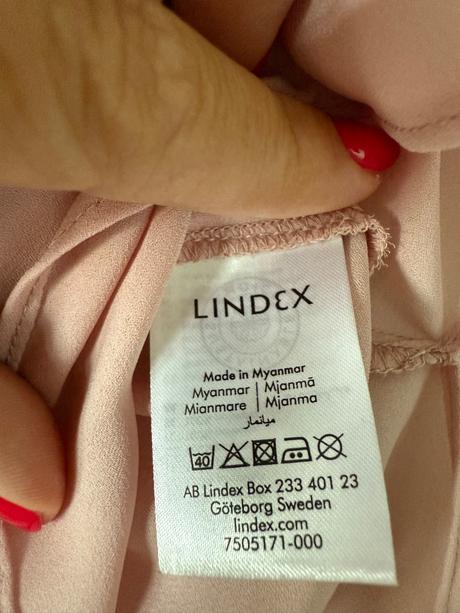 LINDEX
Made in Myanmar
Myanmar | Mjanmā
Mianmare | Mjanma
ميانمار
40
AB Lindex Box 233 401 23
Göteborg Sweden
lindex.com
7505171-000